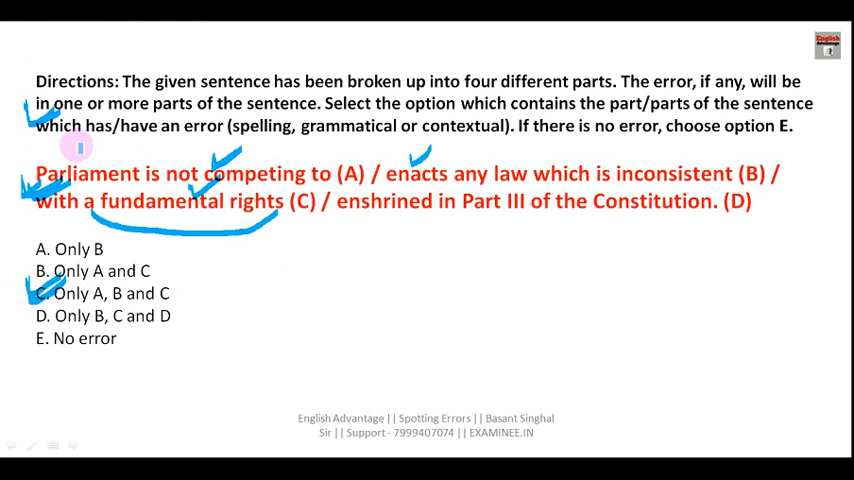 English
Advantage
Directions: The given sentence has been broken up into four different parts. The error, if any, will be
in one or more parts of the sentence. Select the option which contains the part/parts of the sentence
which has/have an error (spelling, grammatical or contextual). If there is no error, choose option E.
Parliament is not competing to (A) / enacts any law which is inconsistent (B) /
with a fundamental rights (C) / enshrined in Part III of the Constitution. (D)
A. Only B
B. Only A and C
C. Only A, B and C
D. Only B, C and D
E. No error
English Advantage || Spotting Errors || Basant Singhal
Sir || Support - 7999407074 || EXAMINEE.IN